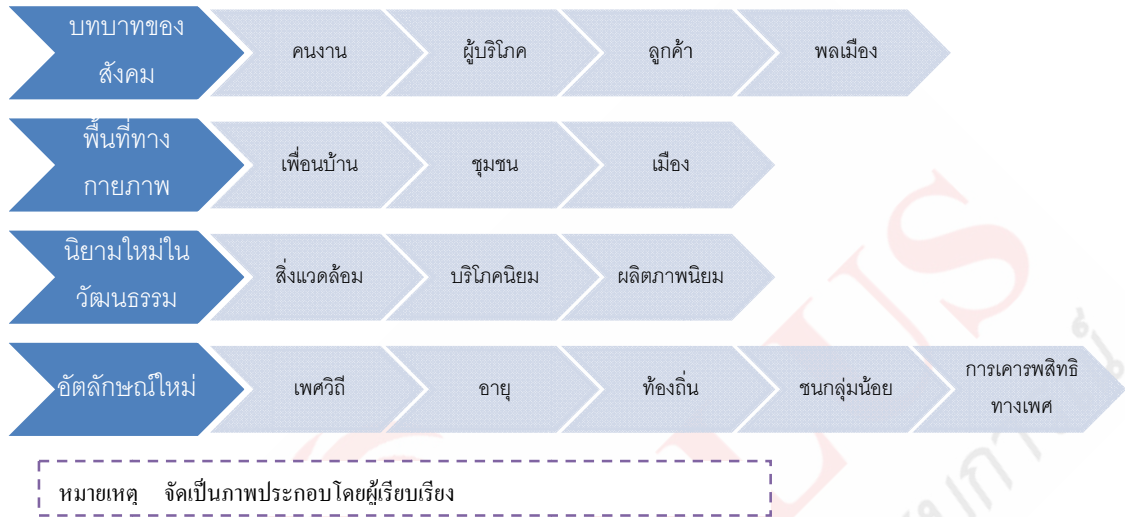 บทบาทของ
สังคม
คนงาน
ผู้บริโภค
ลูกค้า
พลเมือง
พื้นที่ทาง
กายภาพ
เพื่อนบ้าน
ชุมชน
เมือง
นิยามใหม่ใน
วัฒนธรรม
สิ่งแวดล้อม
บริโภคนิยม
ผลิตภาพนิยม
อัตลักษณ์ใหม่
เพศวิถี
อายุ
ท้องถิ่น
ชนกลุ่มน้อย
การเคารพสิทธิ
ทางเพศ
หมายเหตุ จัดเป็นภาพประกอบโดยผู้เรียบเรียง